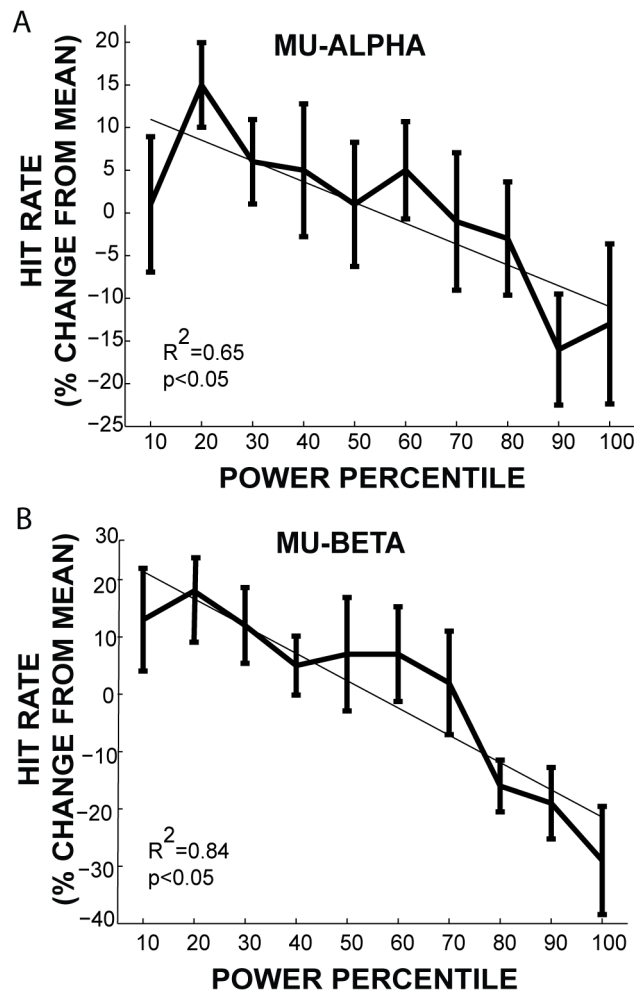 A
MU-ALPHA
HIT RATE
(% CHANGE FROM MEAN)
20
15
10
5
0
−5
−10
−15
−20
−25
R²=0.65
p<0.05
10 20 30 40 50 60 70 80 90 100
POWER PERCENTILE
B
MU-BETA
HIT RATE
(% CHANGE FROM MEAN)
30
20
10
0
−10
−20
−30
−40
R²=0.84
p<0.05
10 20 30 40 50 60 70 80 90 100
POWER PERCENTILE